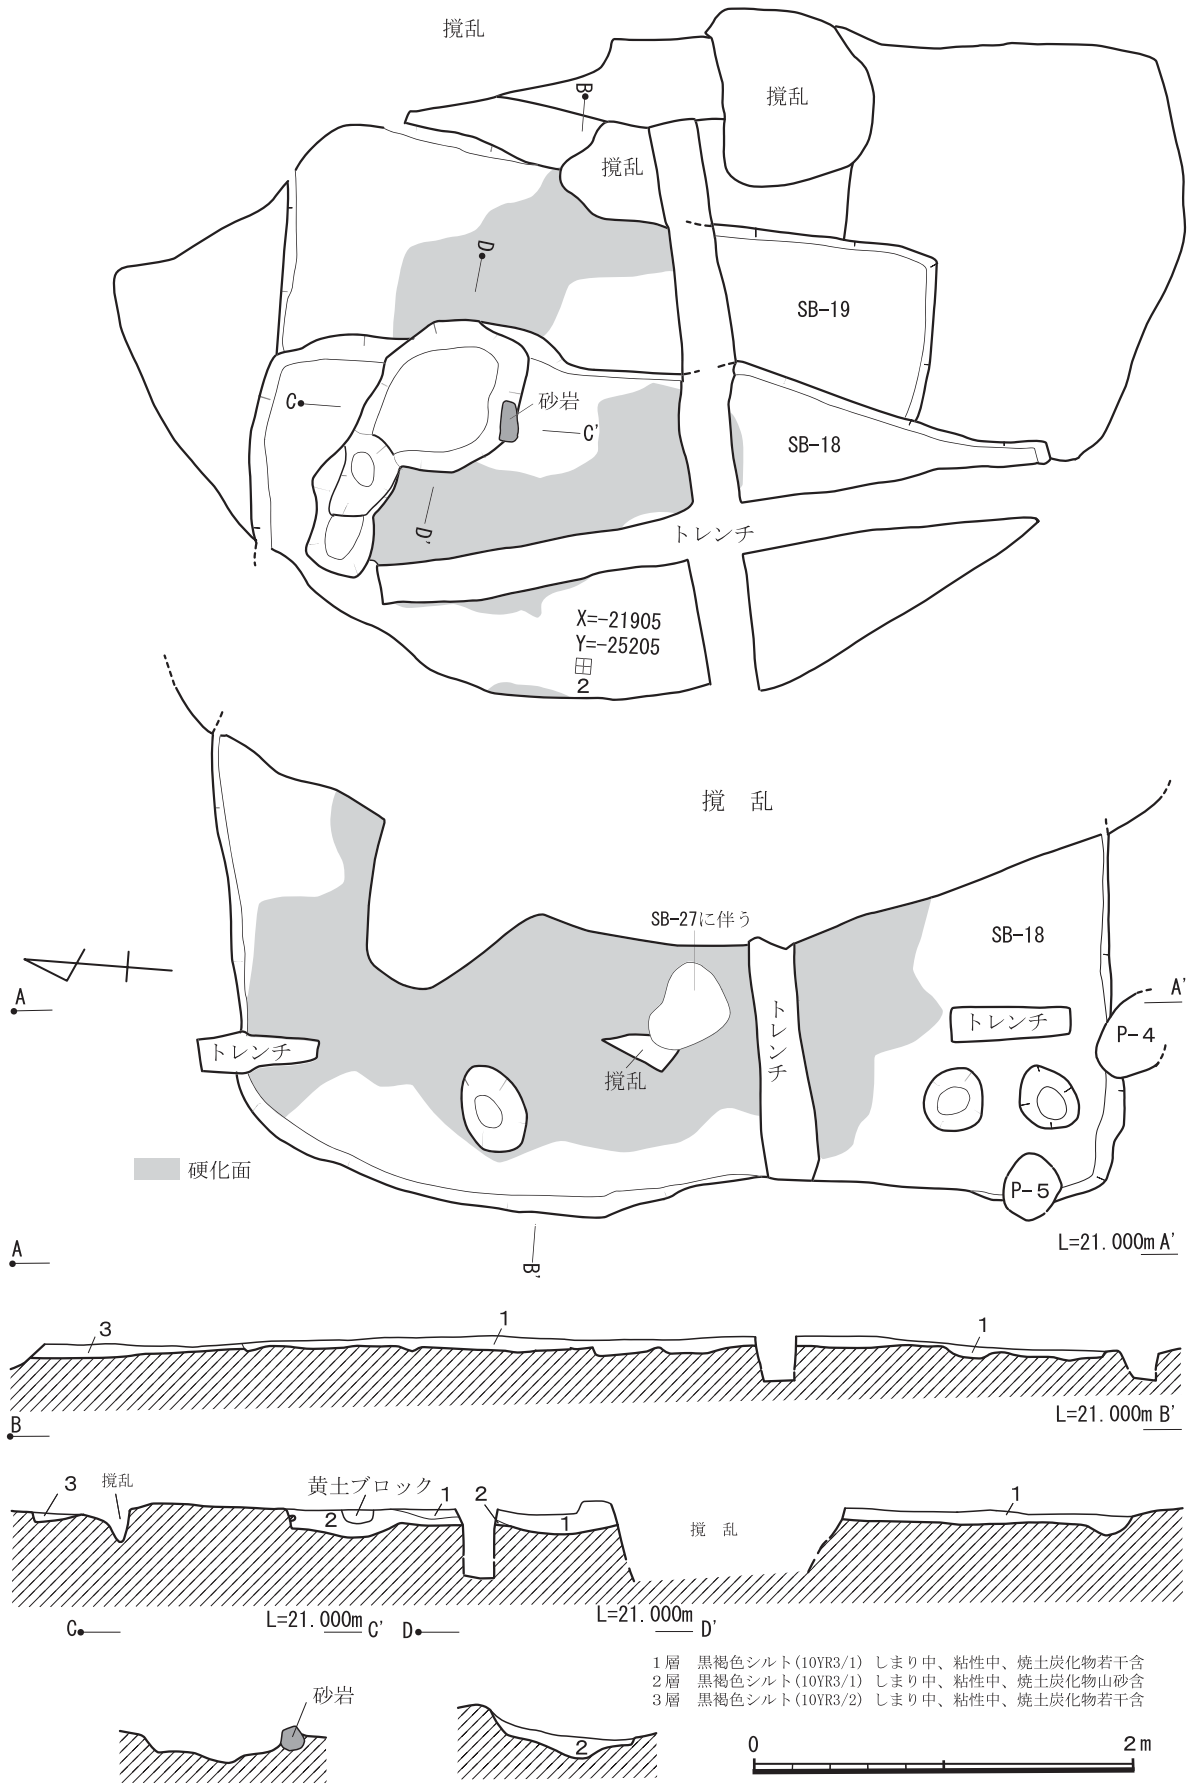 撹乱
B
撹乱
撹乱
D
SB-19
C
砂岩
C'
SB-18
D'
トレンチ
X=-21905
Y=-25205
2
撹 乱
SB-27に伴う
SB-18
A
A'
トレンチ
トレンチ
P-4
トレンチ
撹乱
硬化面
P-5
B'
A
L=21.000m A'
3
1
1
B
L=21.000m B'
3
撹乱
黄土ブロック
1
2
1
2
1
撹 乱
C
L=21.000m C'
D
L=21.000m D'
1層 黒褐色シルト(10YR3/1) しまり中、粘性中、焼土炭化物若干含
2層 黒褐色シルト(10YR3/1) しまり中、粘性中、焼土炭化物山砂含
3層 黒褐色シルト(10YR3/2) しまり中、粘性中、焼土炭化物若干含
砂岩
2
0
2m